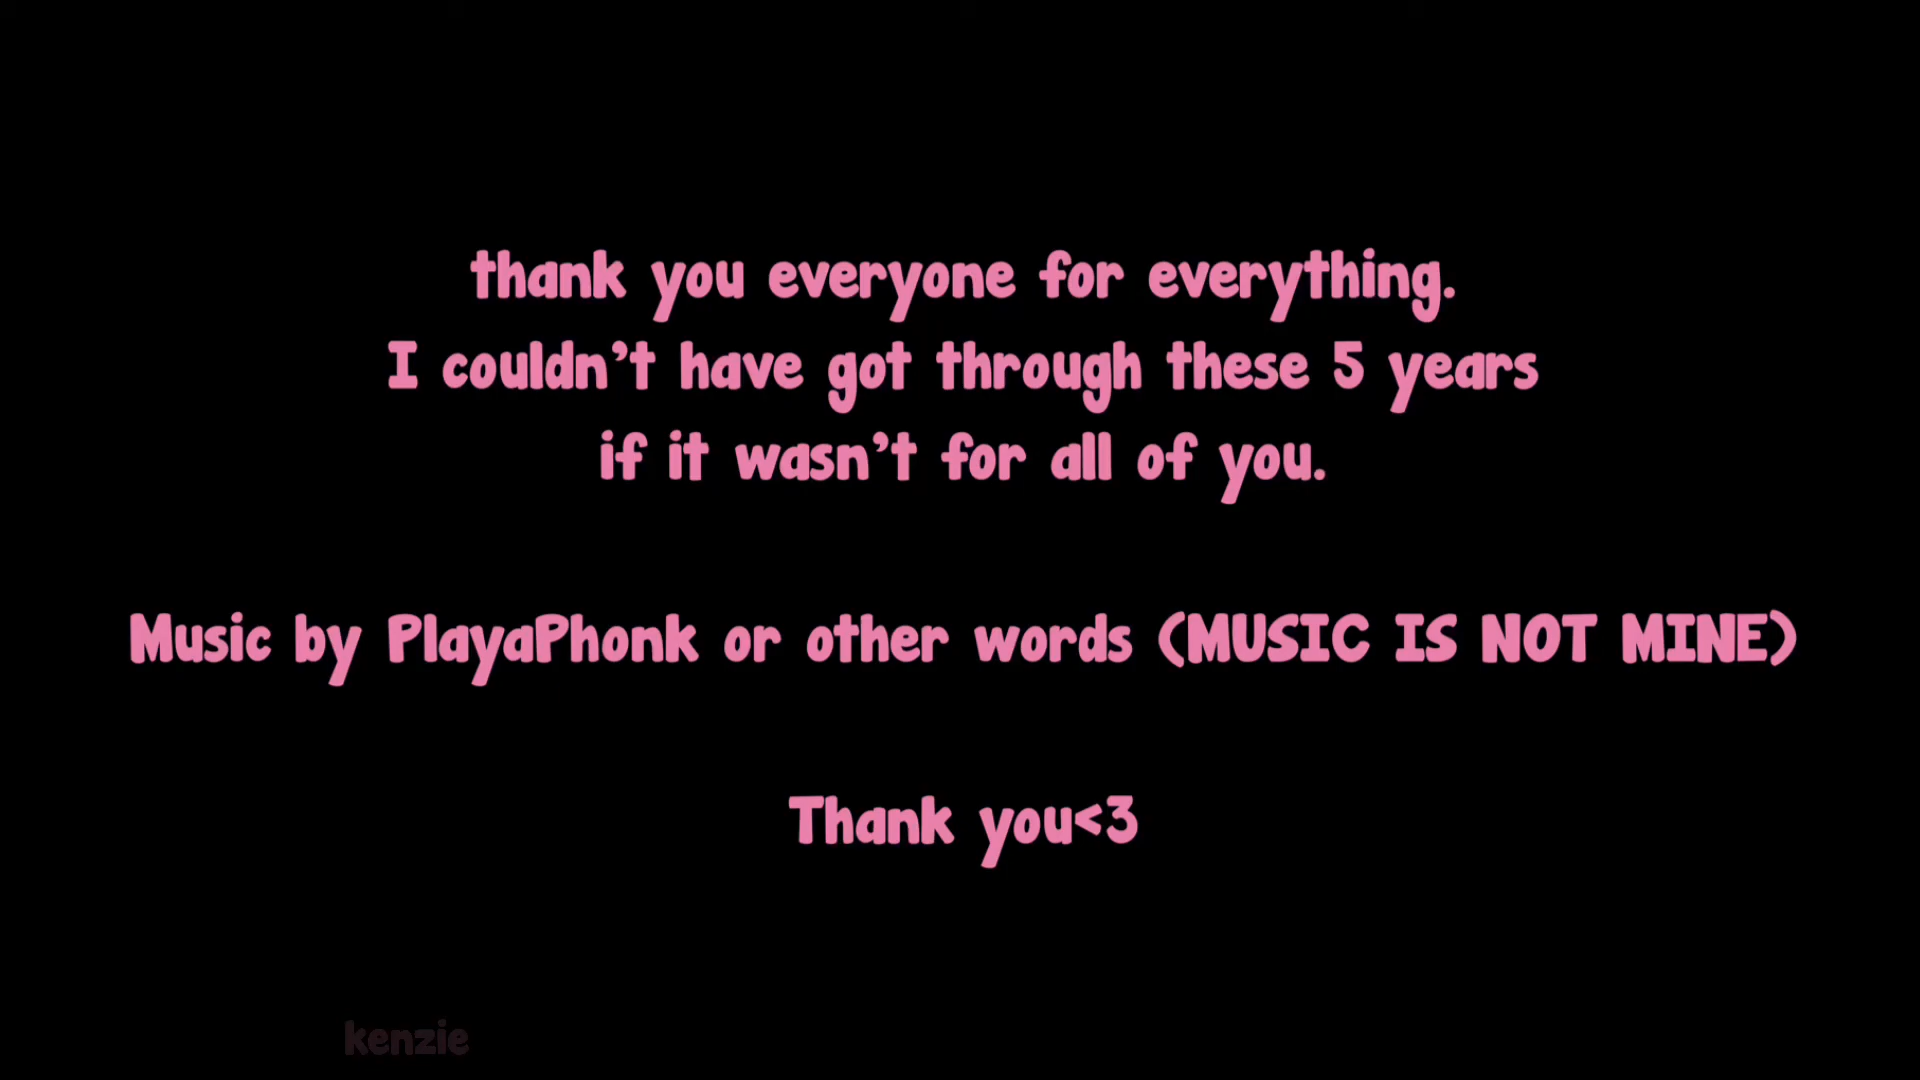 thank you everyone for everything.
I couldn't have got through these 5 years
if it wasn't for all of you.
Music by PlayaPhonk or other words (MUSIC IS NOT MINE)
Thank you<3
kenzie